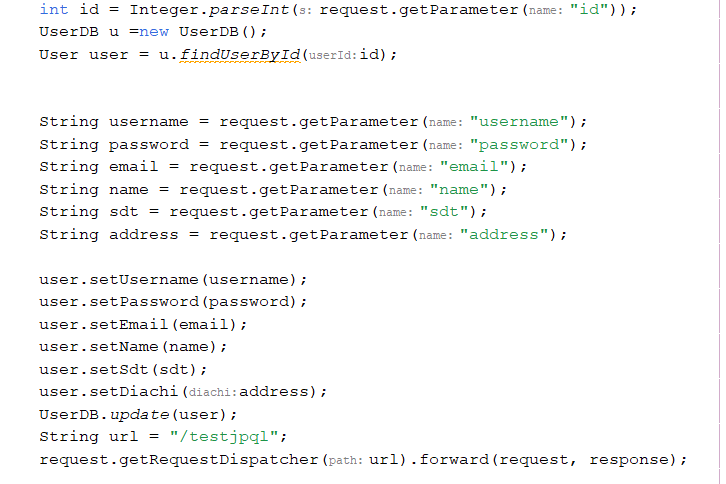 int id = Integer.parseInt( s: request.getParameter( name: "id"));
UserDB u =new UserDB();
User user = u.findUserById( userId: id);
String username = request.getParameter( name: "username");
String password = request.getParameter( name: "password");
String email = request.getParameter( name: "email");
String name = request.getParameter( name: "name");
String sdt = request.getParameter( name: "sdt");
String address = request.getParameter( name: "address");
user.setUsername(username);
user.setPassword(password);
user.setEmail(email);
user.setName(name);
user.setSdt(sdt);
user.setDiachi( diachi: address);
UserDB.update(user);
String url = "/testjpql";
request.getRequestDispatcher( path: url).forward(request, response);